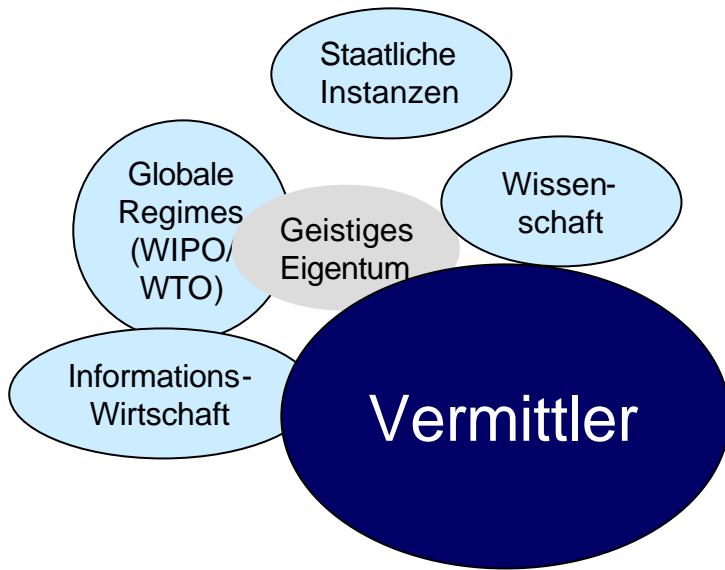 Staatliche
Instanzen
Globale
Regimes
(WIPO/
WTO)
Wissen-
schaft
Geistiges
Eigentum
Informations-
Wirtschaft
Vermittler